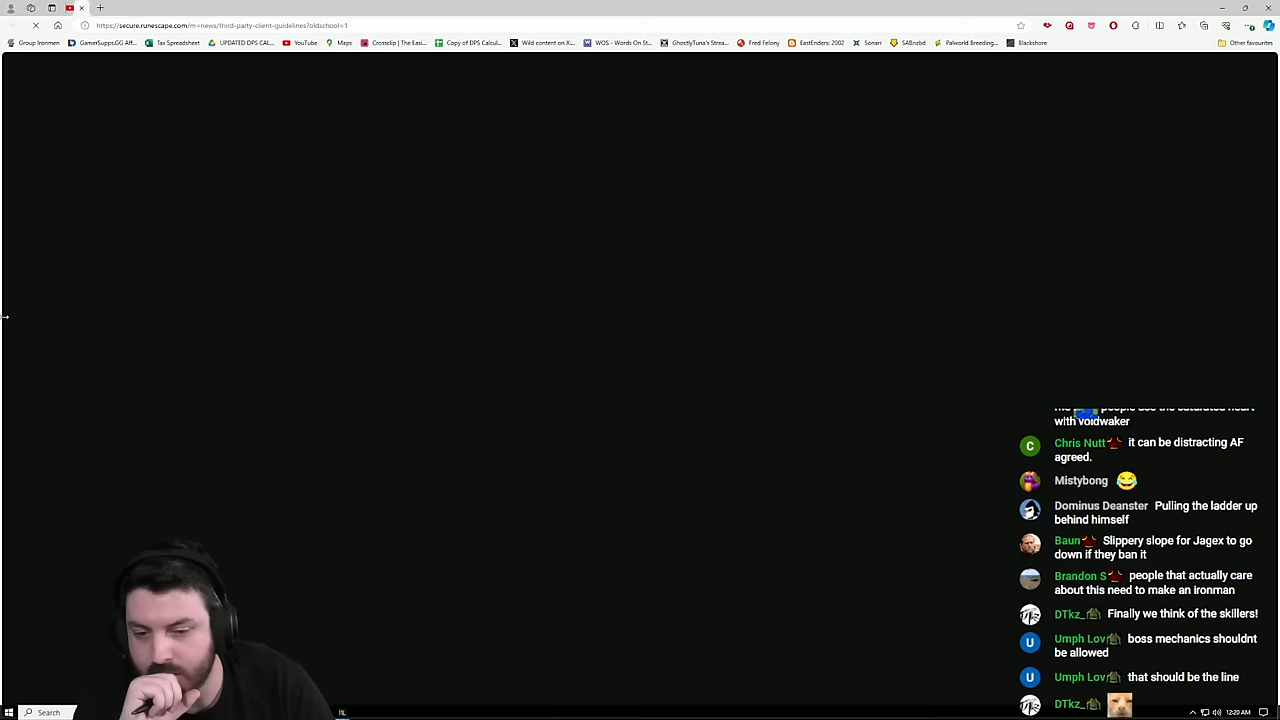 https://secure.runescape.com/m=news/third-party-client-guidelines?oldschool=1
Group Ironmen
GamerSupps.GG Aff...
Tax Spreadsheet
UPDATED DPS CAL...
YouTube
Maps
Crossclip | The Easi...
Copy of DPS Calcul...
Wild content on X:...
WOS - Words On St...
GhostlyTuna's Strea...
Fred Felony
EastEnders: 2002
Sonarr
SABnzbd
Palworld Breeding...
Blackshore
Other favourites
people use the saturated heart
with voidwaker
Chris Nutt it can be distracting AF
agreed.
Mistybong
Dominus Deanster Pulling the ladder up
behind himself
Baun Slippery slope for Jagex to go
down if they ban it
Brandon S people that actually care
about this need to make an ironman
DTkz_ Finally we think of the skillers!
Umph Lov boss mechanics shouldnt
be allowed
Umph Lov that should be the line
DTkz_
Search
12:20 AM